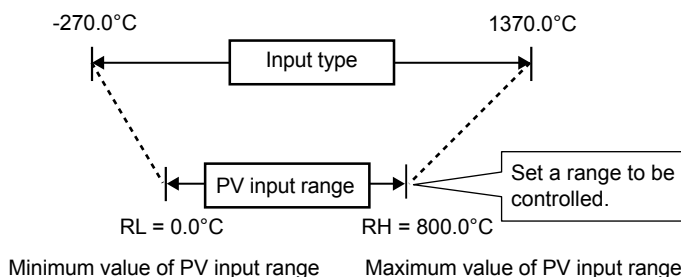 -270.0°C
1370.0°C
Input type
PV input range
Set a range to be
controlled.
RL = 0.0°C
RH = 800.0°C
Minimum value of PV input range
Maximum value of PV input range